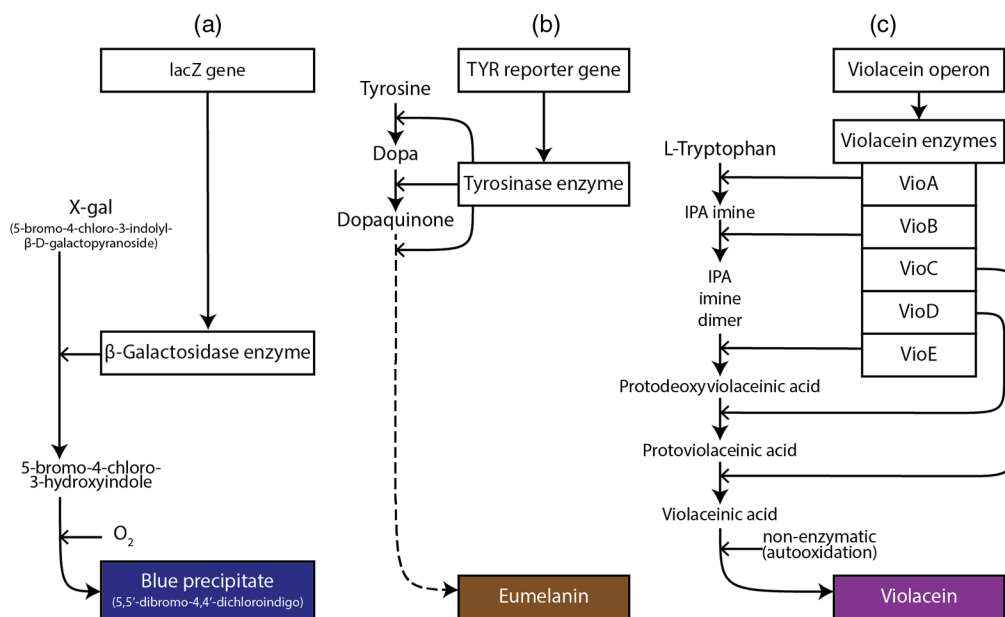 (a)
lacZ gene
X-gal
(5-bromo-4-chloro-3-indolyl-
β-D-galactopyranoside)
β-Galactosidase enzyme
5-bromo-4-chloro-
3-hydroxyindole
O₂
Blue precipitate
(5,5′-dibromo-4,4′-dichloroindigo)
(b)
TYR reporter gene
Tyrosine
Dopa
Tyrosinase enzyme
Dopaquinone
Eumelanin
(c)
Violacein operon
Violacein enzymes
L-Tryptophan
VioA
IPA imine
VioB
VioC
IPA
imine
dimer
VioD
VioE
Protodeoxyviolaceinic acid
Protoviolaceinic acid
Violaceinic acid
non-enzymatic
(autooxidation)
Violacein